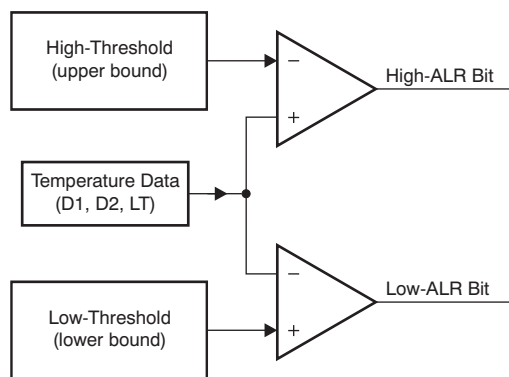 High-Threshold
(upper bound)
−
+
High-ALR Bit
Temperature Data
(D1, D2, LT)
−
+
Low-ALR Bit
Low-Threshold
(lower bound)